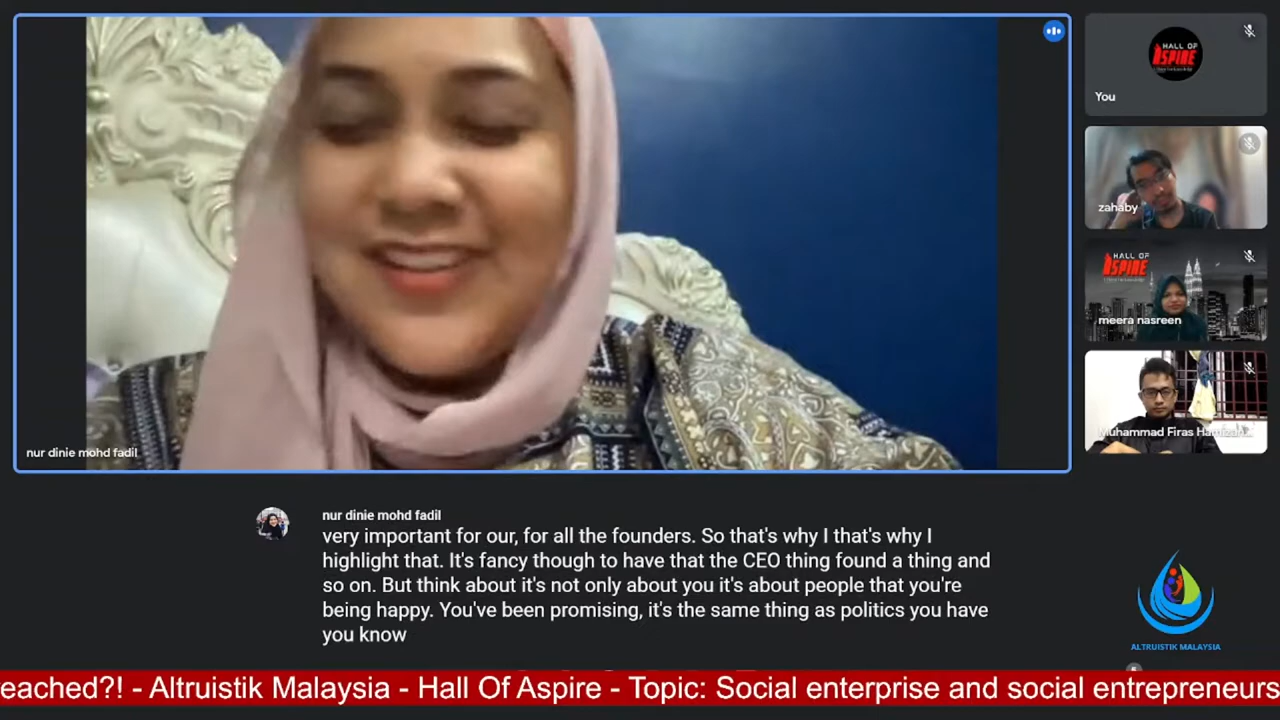 HALL OF
ASPIRE
You
zahaby
HALL OF
ASPIRE
meera nasreen
Muhammad Firas
nur dinie mohd fadil
nur dinie mohd fadil
very important for our, for all the founders. So that's why I that's why I
highlight that. It's fancy though to have that the CEO thing found a thing and
so on. But think about it's not only about you it's about people that you're
being happy. You've been promising, it's the same thing as politics you have
you know
ALTRUISTIK MALAYSIA
eached?! - Altruistik Malaysia - Hall Of Aspire - Topic: Social enterprise and social entrepreneurs